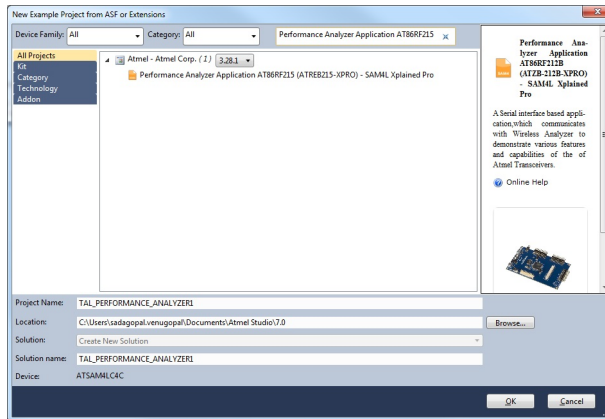 New Example Project from ASF or Extensions
Device Family: All Category: All Performance Analyzer Application AT86RF215 x
All Projects
Kit
Category
Technology
Addon
Atmel - Atmel Corp. (1) 3.28.1
Performance Analyzer Application AT86RF215 (ATREB215-XPRO) - SAM4L Xplained Pro
Performance Ana-
lyzer Application
AT86RF212B
(ATZB-212B-XPRO)
- SAM4L Xplained
Pro
A Serial interface based appli-
cation,which communicates
with Wireless Analyzer to
demonstrate various features
and capabilities of the of
Atmel Transceivers.
Online Help
Project Name: TAL_PERFORMANCE_ANALYZER1
Location: C:\Users\sadagopal.venugopal\Documents\Atmel Studio\7.0 Browse...
Solution: Create New Solution
Solution name: TAL_PERFORMANCE_ANALYZER1
Device: ATSAM4LC4C
OK Cancel